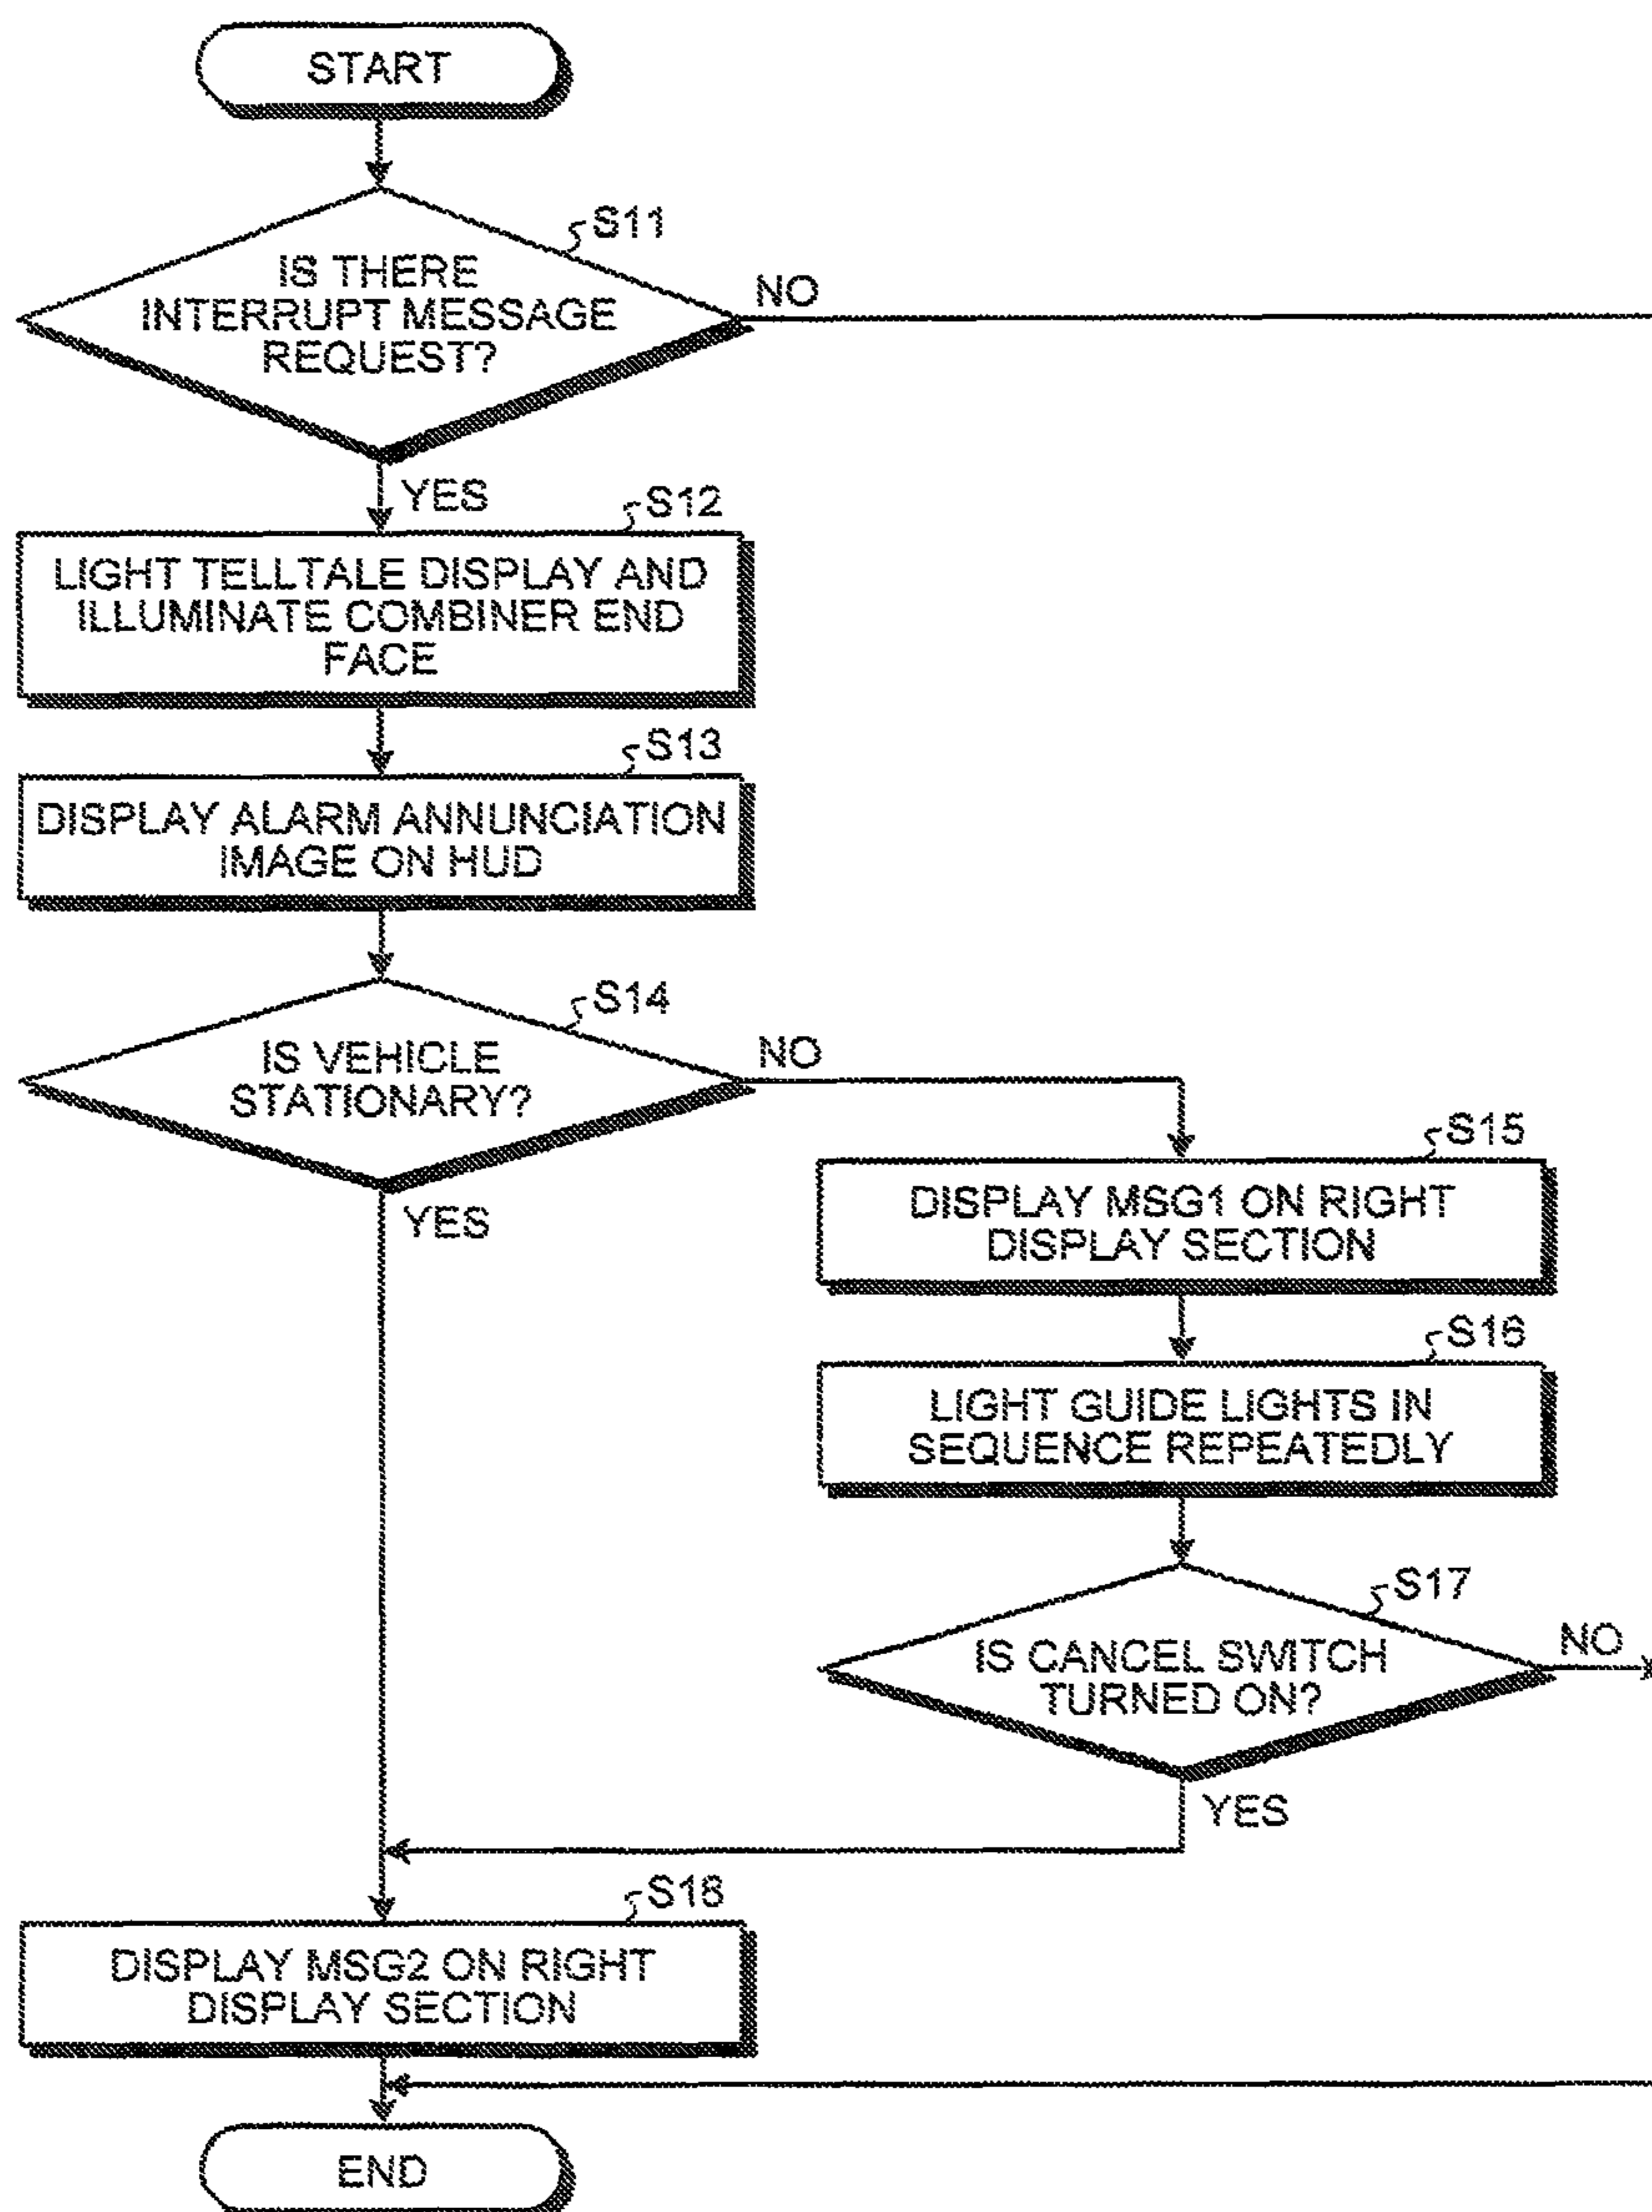 START
S11
IS THERE
INTERRUPT MESSAGE
REQUEST?
NO
YES
S12
LIGHT TELLTALE DISPLAY AND
ILLUMINATE COMBINER END
FACE
S13
DISPLAY ALARM ANNUNCIATION
IMAGE ON HUD
S14
IS VEHICLE
STATIONARY?
NO
YES
S15
DISPLAY MSG1 ON RIGHT
DISPLAY SECTION
S16
LIGHT GUIDE LIGHTS IN
SEQUENCE REPEATEDLY
S17
IS CANCEL SWITCH
TURNED ON?
NO
YES
S18
DISPLAY MSG2 ON RIGHT
DISPLAY SECTION
END